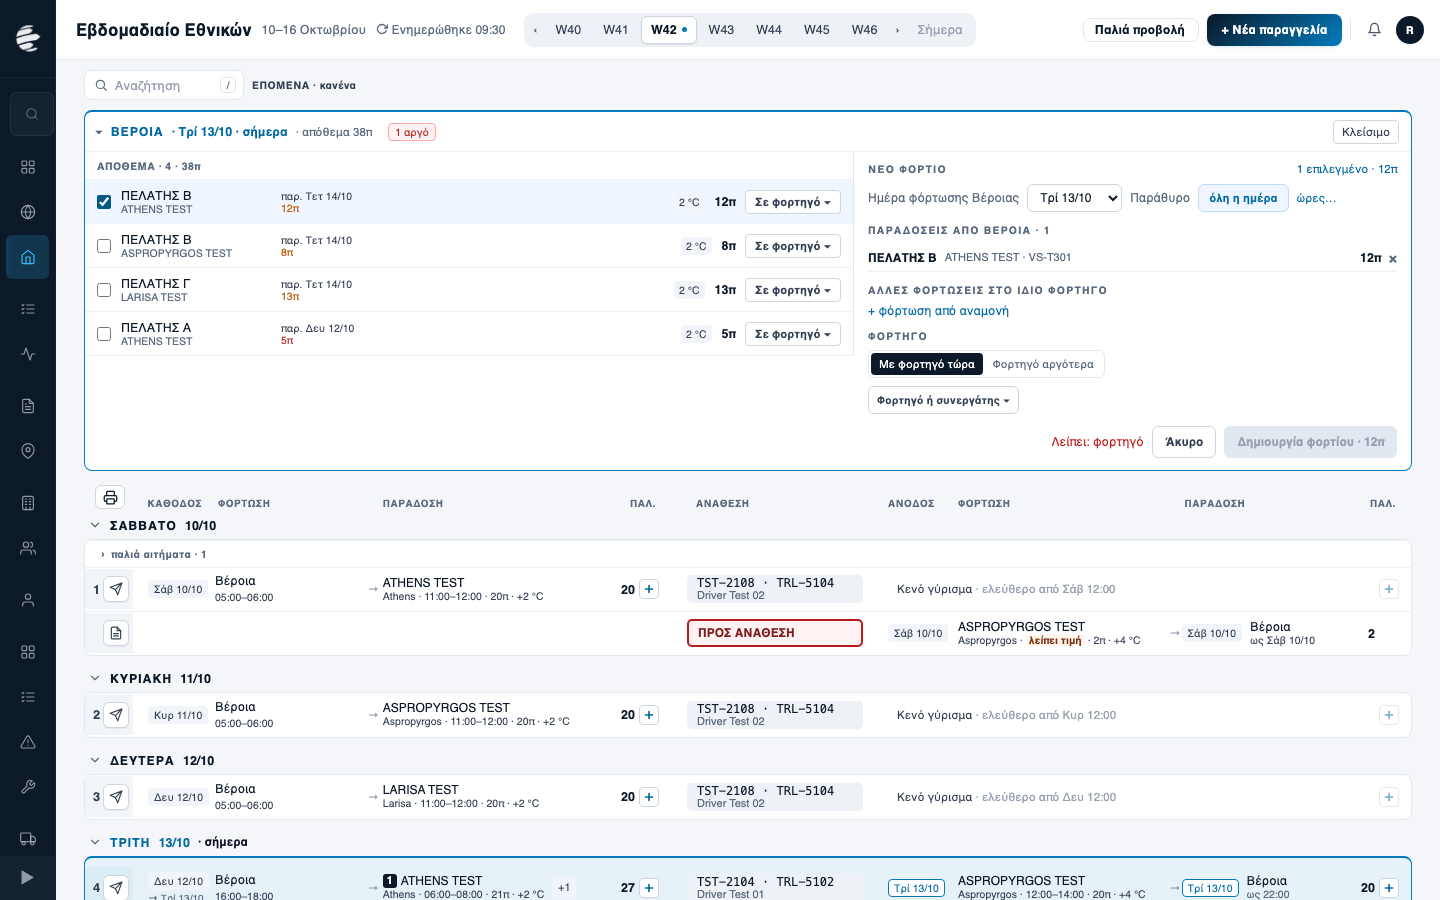 Εβδομαδιαίο Εθνικών 10–16 Οκτωβρίου Ενημερώθηκε 09:30 ‹ W40 W41 W42 W43 W44 W45 W46 › Σήμερα Παλιά προβολή + Νέα παραγγελία R
Αναζήτηση / ΕΠΟΜΕΝΑ · κανένα
ΒΕΡΟΙΑ · Τρί 13/10 · σήμερα · απόθεμα 38π 1 αργό Κλείσιμο
ΑΠΟΘΕΜΑ · 4 · 38π
ΠΕΛΑΤΗΣ Β παρ. Τετ 14/10 2 °C 12π Σε φορτηγό
ATHENS TEST 12π
ΠΕΛΑΤΗΣ Β παρ. Τετ 14/10 2 °C 8π Σε φορτηγό
ASPROPYRGOS TEST 8π
ΠΕΛΑΤΗΣ Γ παρ. Τετ 14/10 2 °C 13π Σε φορτηγό
LARISA TEST 13π
ΠΕΛΑΤΗΣ Α παρ. Δευ 12/10 2 °C 5π Σε φορτηγό
ATHENS TEST 5π
ΝΕΟ ΦΟΡΤΙΟ 1 επιλεγμένο · 12π
Ημέρα φόρτωσης Βέροιας Τρί 13/10 Παράθυρο όλη η ημέρα ώρες…
ΠΑΡΑΔΟΣΕΙΣ ΑΠΟ ΒΕΡΟΙΑ · 1
ΠΕΛΑΤΗΣ Β ATHENS TEST · VS-T301 12π ×
ΑΛΛΕΣ ΦΟΡΤΩΣΕΙΣ ΣΤΟ ΙΔΙΟ ΦΟΡΤΗΓΟ
+ φόρτωση από αναμονή
ΦΟΡΤΗΓΟ
Με φορτηγό τώρα Φορτηγό αργότερα
Φορτηγό ή συνεργάτης
Λείπει: φορτηγό Άκυρο Δημιουργία φορτίου · 12π
ΚΑΘΟΔΟΣ ΦΟΡΤΩΣΗ ΠΑΡΑΔΟΣΗ ΠΑΛ. ΑΝΑΘΕΣΗ ΑΝΟΔΟΣ ΦΟΡΤΩΣΗ ΠΑΡΑΔΟΣΗ ΠΑΛ.
ΣΑΒΒΑΤΟ 10/10
› παλιά αιτήματα · 1
1 Σάβ 10/10 Βέροια → ATHENS TEST 20 + TST-2108 · TRL-5104 Κενό γύρισμα · ελεύθερο από Σάβ 12:00 +
05:00–06:00 Athens · 11:00–12:00 · 20π · +2 °C Driver Test 02
ΠΡΟΣ ΑΝΑΘΕΣΗ Σάβ 10/10 ASPROPYRGOS TEST → Σάβ 10/10 Βέροια 2
Aspropyrgos · λείπει τιμή · 2π · +4 °C ως Σάβ 10/10
ΚΥΡΙΑΚΗ 11/10
2 Κυρ 11/10 Βέροια → ASPROPYRGOS TEST 20 + TST-2108 · TRL-5104 Κενό γύρισμα · ελεύθερο από Κυρ 12:00 +
05:00–06:00 Aspropyrgos · 11:00–12:00 · 20π · +2 °C Driver Test 02
ΔΕΥΤΕΡΑ 12/10
3 Δευ 12/10 Βέροια → LARISA TEST 20 + TST-2108 · TRL-5104 Κενό γύρισμα · ελεύθερο από Δευ 12:00 +
05:00–06:00 Larisa · 11:00–12:00 · 20π · +2 °C Driver Test 02
ΤΡΙΤΗ 13/10 · σήμερα
4 Δευ 12/10 Βέροια → 1 ATHENS TEST +1 27 + TST-2104 · TRL-5102 Τρί 13/10 ASPROPYRGOS TEST → Τρί 13/10 Βέροια 20 +
→ Τρί 13/10 16:00–18:00 Athens · 06:00–08:00 · 21π · +2 °C Driver Test 01 Aspropyrgos · 12:00–14:00 · 20π · +4 °C ως 22:00